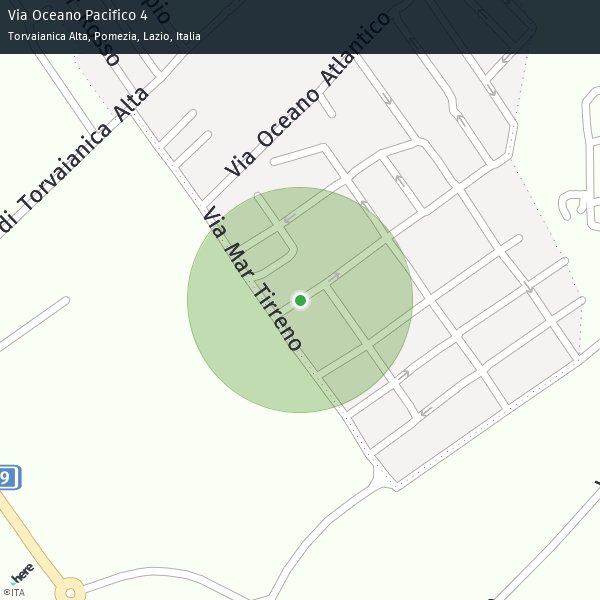 Via Oceano Pacifico 4
Torvaianica Alta, Pomezia, Lazio, Italia
Via Oceano Atlantico
di Torvaianica Alta
Via Mar Tirreno
9
here
©ITA